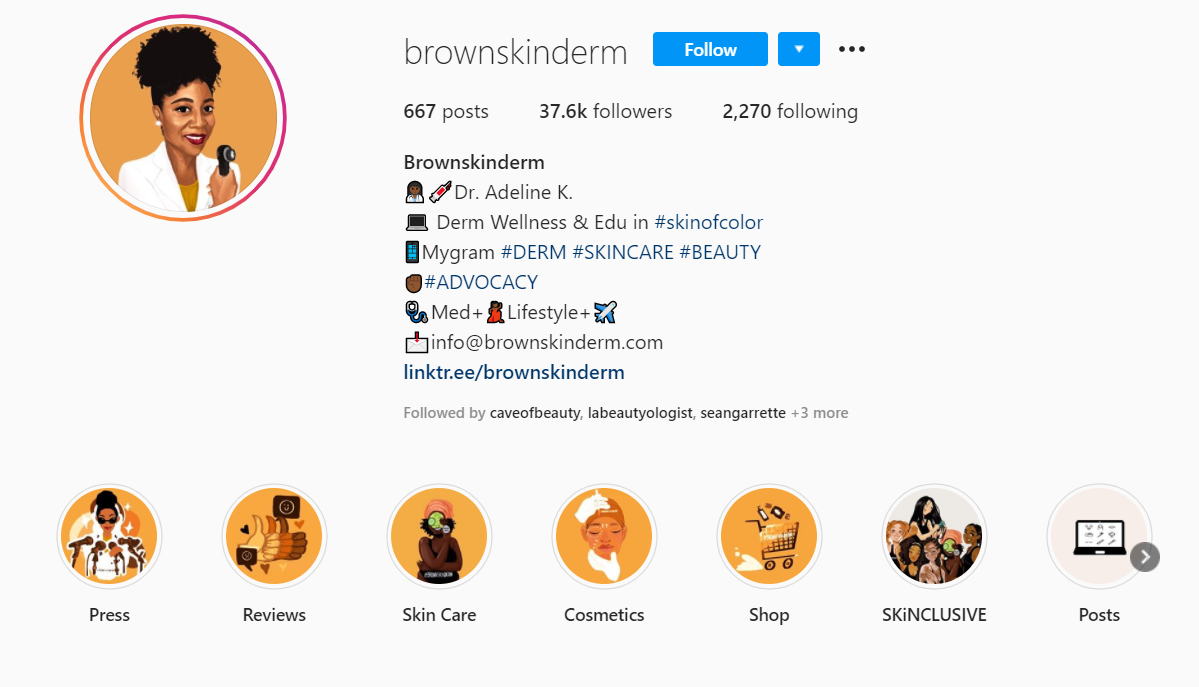 brownskinderm Follow
667 posts 37.6k followers 2,270 following
Brownskinderm
Dr. Adeline K.
Derm Wellness & Edu in #skinofcolor
Mygram #DERM #SKINCARE #BEAUTY
#ADVOCACY
Med+ Lifestyle+
info@brownskinderm.com
linktr.ee/brownskinderm
Followed by caveofbeauty, labeautyologist, seangarrette +3 more
Press Reviews Skin Care Cosmetics Shop SKiNCLUSIVE Posts